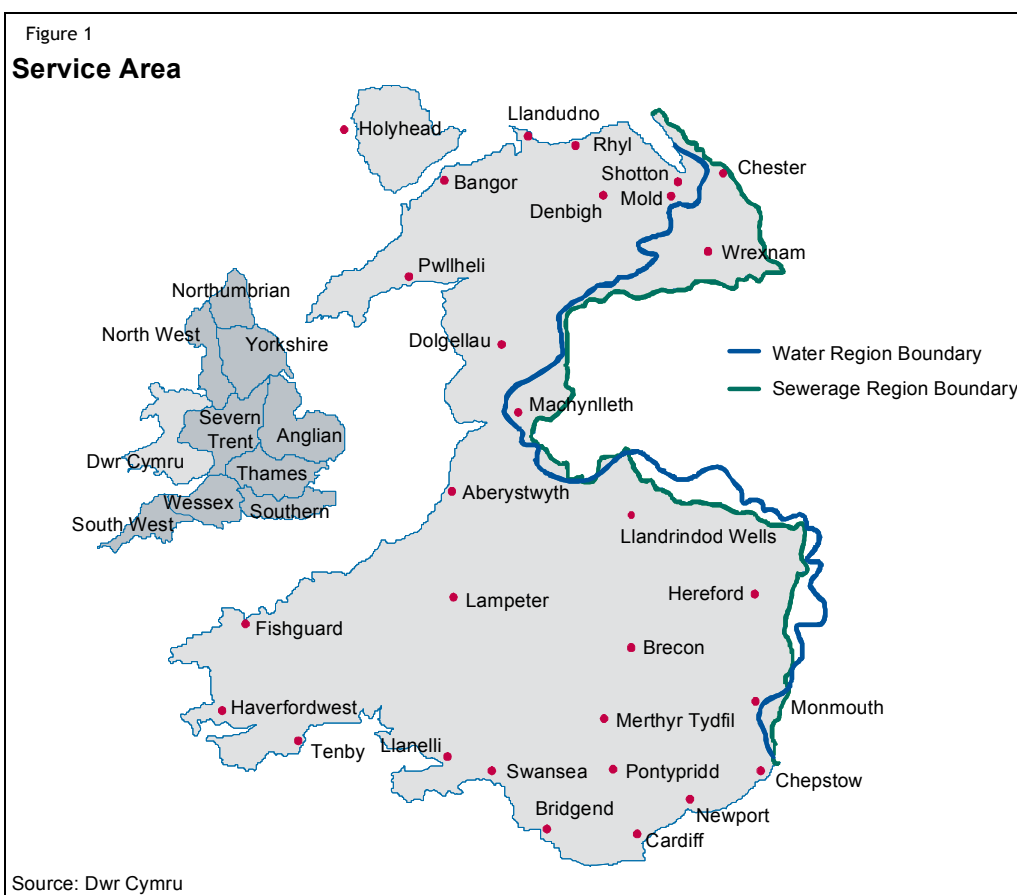 Figure 1
Service Area
Llandudno
Holyhead
Rhyl
Chester
Shotton
Bangor
Denbigh
Mold
Wrexnam
Pwllheli
Northumbrian
North West
Yorkshire
Dolgellau
Water Region Boundary
Sewerage Region Boundary
Machynlleth
Severn
Trent
Anglian
Dwr Cymru
Thames
Wessex
Southern
South West
Aberystwyth
Llandrindod Wells
Hereford
Lampeter
Fishguard
Brecon
Haverfordwest
Monmouth
Merthyr Tydfil
Tenby
Llanelli
Swansea
Pontypridd
Chepstow
Bridgend
Newport
Cardiff
Source: Dwr Cymru